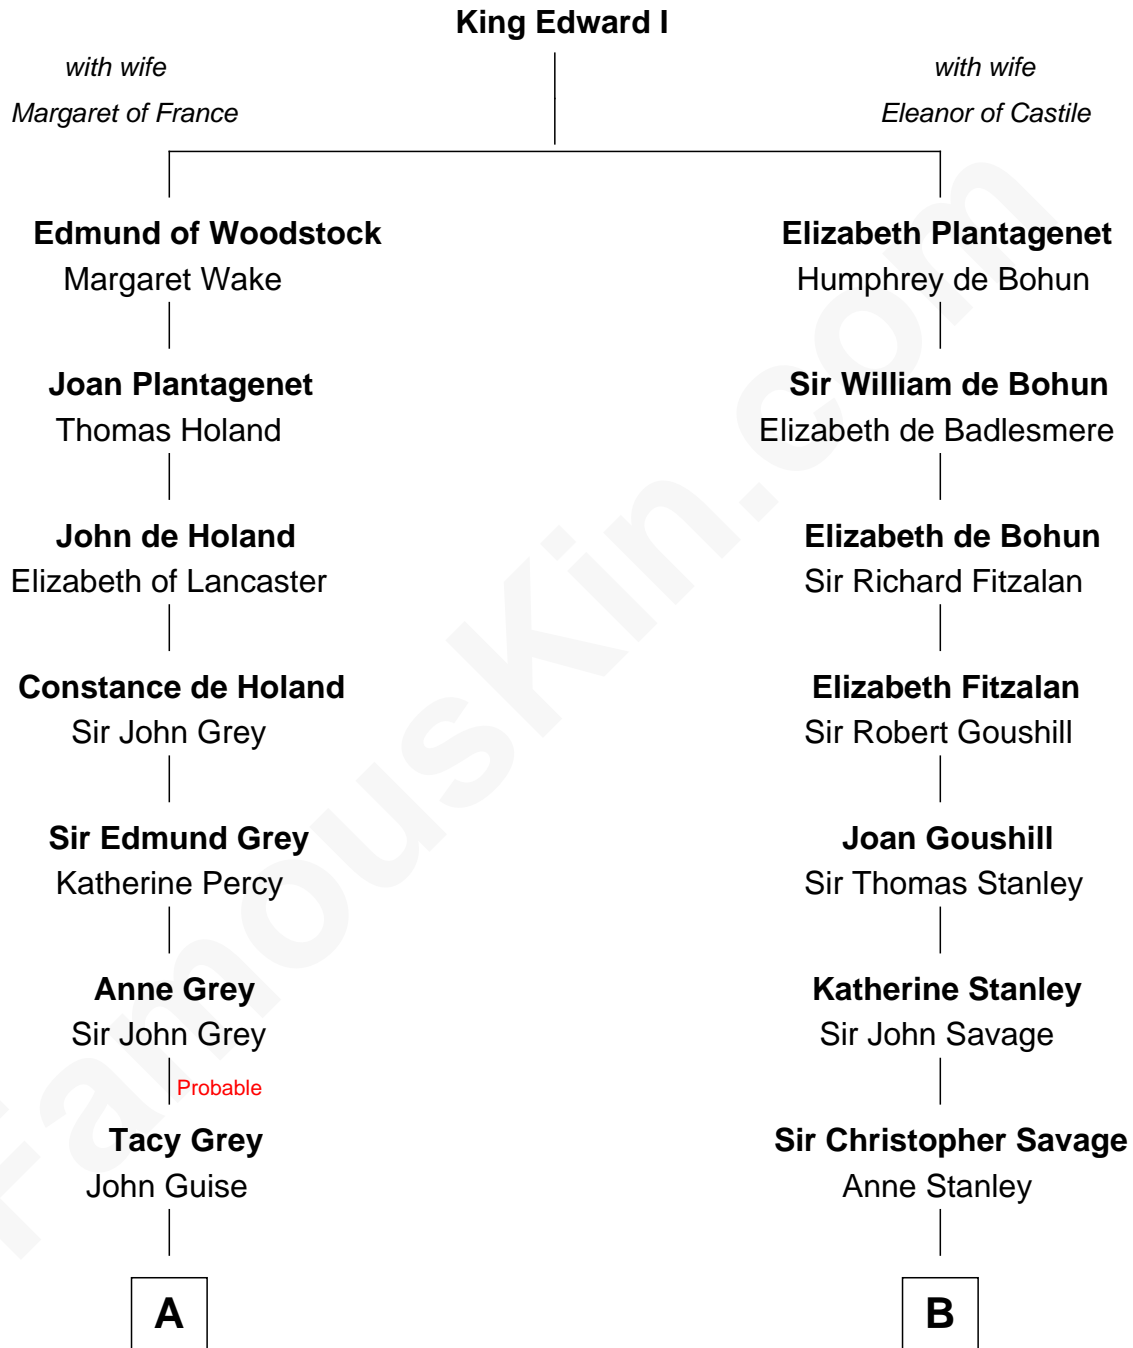 King Edward I
with wife
Margaret of France
with wife
Eleanor of Castile
Edmund of Woodstock
Margaret Wake
Elizabeth Plantagenet
Humphrey de Bohun
Joan Plantagenet
Thomas Holand
Sir William de Bohun
Elizabeth de Badlesmere
John de Holand
Elizabeth of Lancaster
Elizabeth de Bohun
Sir Richard Fitzalan
Constance de Holand
Sir John Grey
Elizabeth Fitzalan
Sir Robert Goushill
Sir Edmund Grey
Katherine Percy
Joan Goushill
Sir Thomas Stanley
Anne Grey
Sir John Grey
Katherine Stanley
Sir John Savage
Probable
Tacy Grey
John Guise
Sir Christopher Savage
Anne Stanley
A
B
FamousKin.com